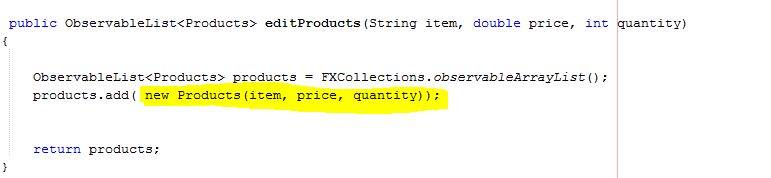 public ObservableList<Products> editProducts(String item, double price, int quantity)
{
ObservableList<Products> products = FXCollections.observableArrayList();
products.add( new Products(item, price, quantity));
return products;
}